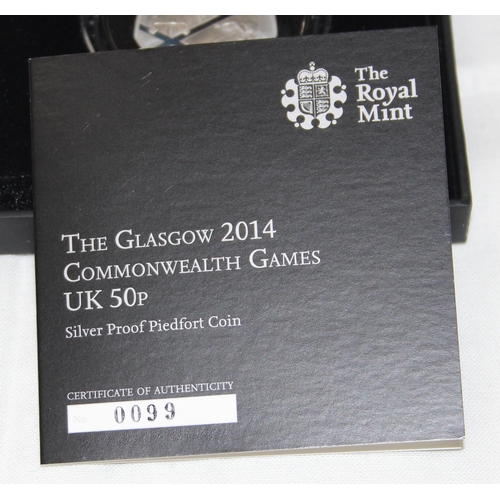 The
Royal
Mint
THE GLASGOW 2014
COMMONWEALTH GAMES
UK 50P
Silver Proof Piedfort Coin
CERTIFICATE OF AUTHENTICITY
No. 0099